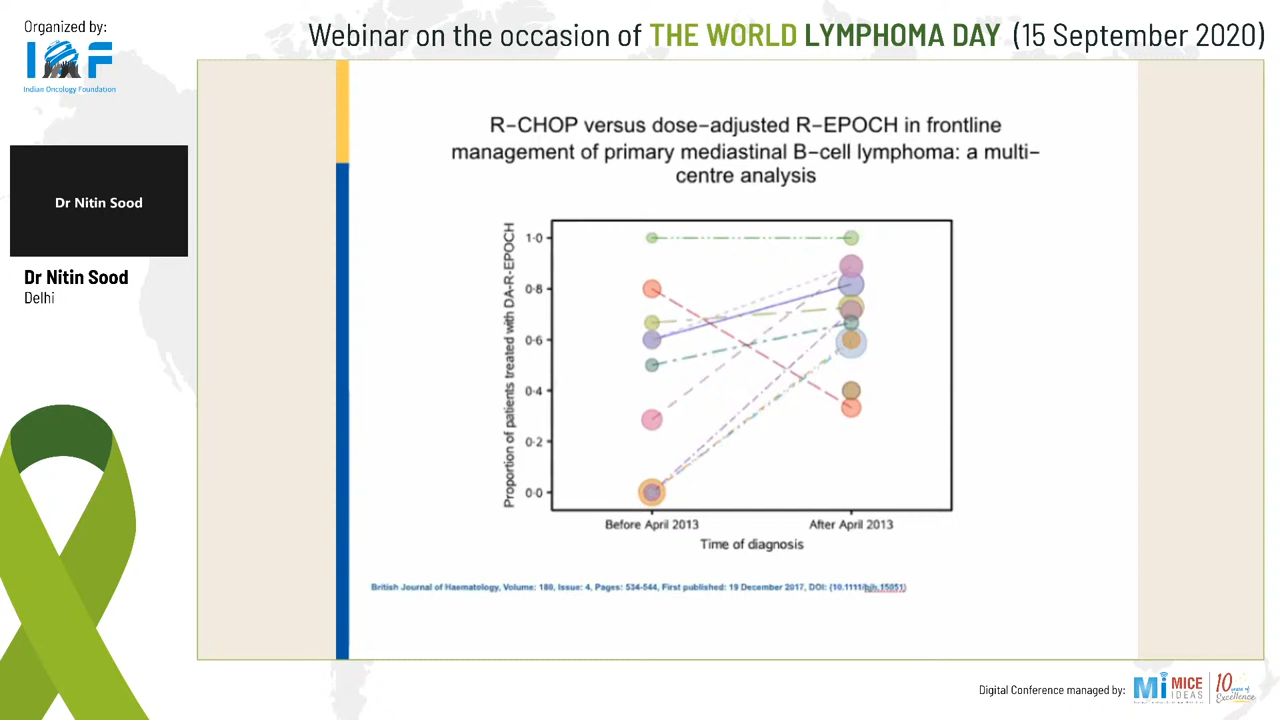 Organized by:
IOF
Indian Oncology Foundation
Webinar on the occasion of THE WORLD LYMPHOMA DAY (15 September 2020)
Dr Nitin Sood
Dr Nitin Sood
Delhi
R-CHOP versus dose-adjusted R-EPOCH in frontline
management of primary mediastinal B-cell lymphoma: a multi-
centre analysis
Proportion of patients treated with DA-R-EPOCH
1·0
0·8
0·6
0·4
0·2
0·0
Before April 2013
After April 2013
Time of diagnosis
British Journal of Haematology, Volume: 180, Issue: 4, Pages: 534-544, First published: 19 December 2017, DOI: (10.1111/bjh.15051)
Digital Conference managed by:
Mi MICE
IDEAS
10 years of
Excellence